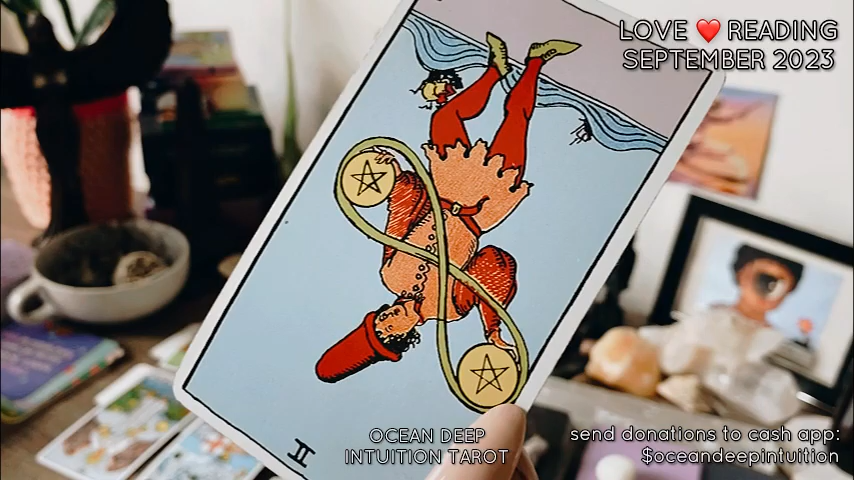 LOVE ❤️ READING
SEPTEMBER 2023
II
OCEAN DEEP
INTUITION TAROT
send donations to cash app:
$oceandeepintuition